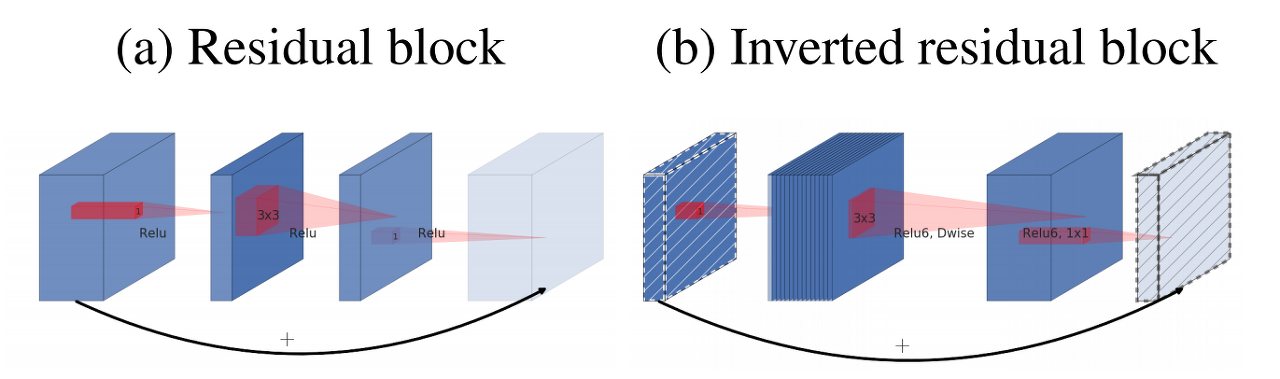 (a) Residual block
(b) Inverted residual block
1
Relu
3x3
Relu
1
Relu
+
1
3x3
Relu6, Dwise
Relu6, 1x1
+